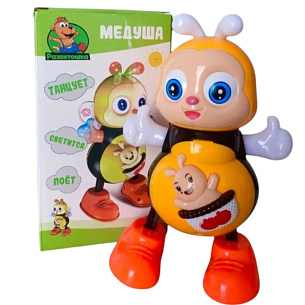 Развитошка
МЕДУША
ТАНЦУЕТ
СВЕТИТСЯ
ПОЁТ